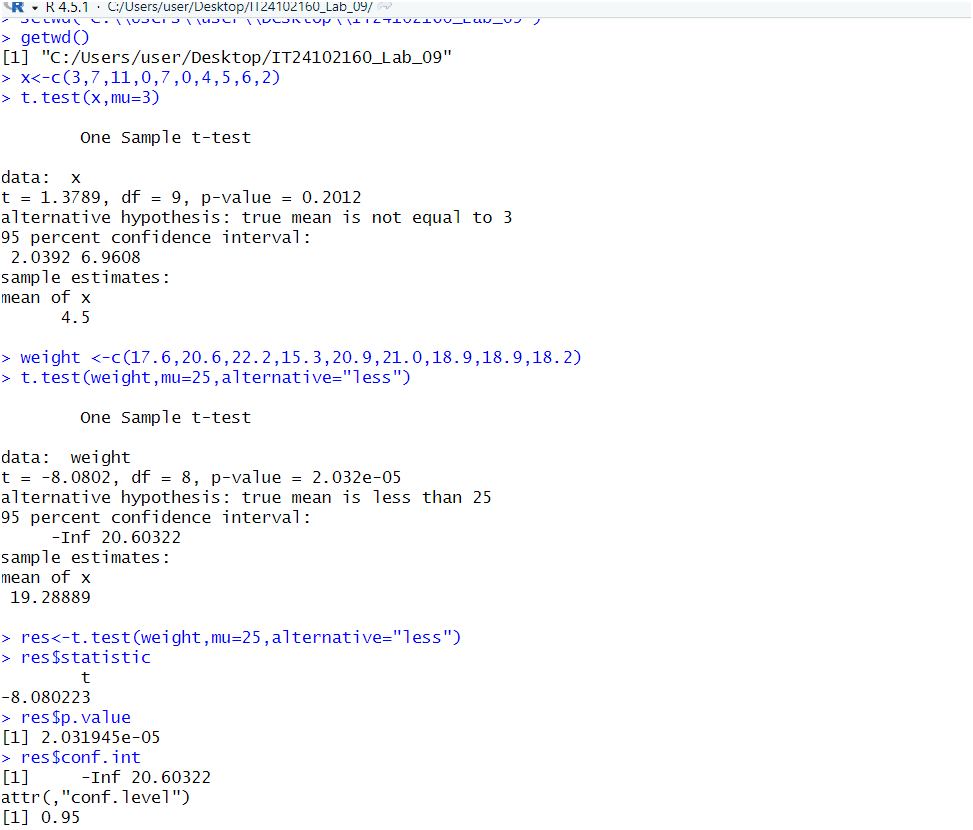 R 4.5.1 · C:/Users/user/Desktop/IT24102160_Lab_09/
> setwd("C:\\Users\\user\\Desktop\\IT24102160_Lab_09")
> getwd()
[1] "C:/Users/user/Desktop/IT24102160_Lab_09"
> x<-c(3,7,11,0,7,0,4,5,6,2)
> t.test(x,mu=3)
One Sample t-test
data:  x
t = 1.3789, df = 9, p-value = 0.2012
alternative hypothesis: true mean is not equal to 3
95 percent confidence interval:
 2.0392 6.9608
sample estimates:
mean of x
      4.5
> weight <-c(17.6,20.6,22.2,15.3,20.9,21.0,18.9,18.9,18.2)
> t.test(weight,mu=25,alternative="less")
One Sample t-test
data:  weight
t = -8.0802, df = 8, p-value = 2.032e-05
alternative hypothesis: true mean is less than 25
95 percent confidence interval:
     -Inf 20.60322
sample estimates:
mean of x
 19.28889
> res<-t.test(weight,mu=25,alternative="less")
> res$statistic
        t
-8.080223
> res$p.value
[1] 2.031945e-05
> res$conf.int
[1]     -Inf 20.60322
attr(,"conf.level")
[1] 0.95